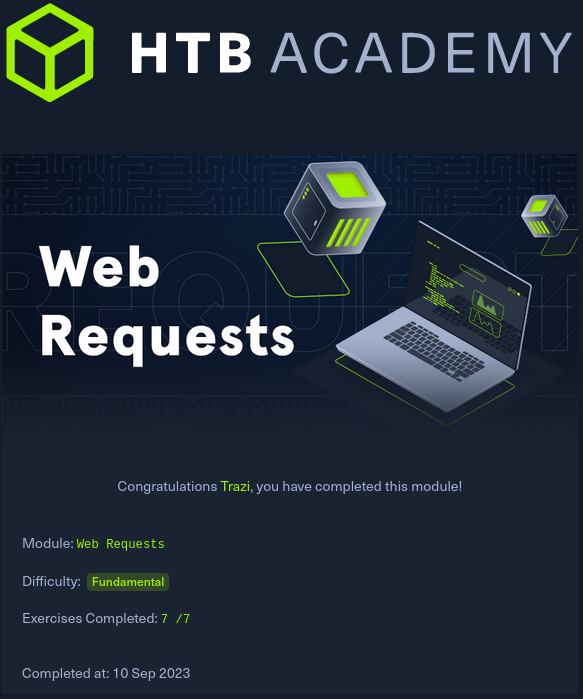 HTB ACADEMY
REQUEST
Web
Requests
Congratulations Trazi, you have completed this module!
Module: Web Requests
Difficulty: Fundamental
Exercises Completed: 7 /7
Completed at: 10 Sep 2023